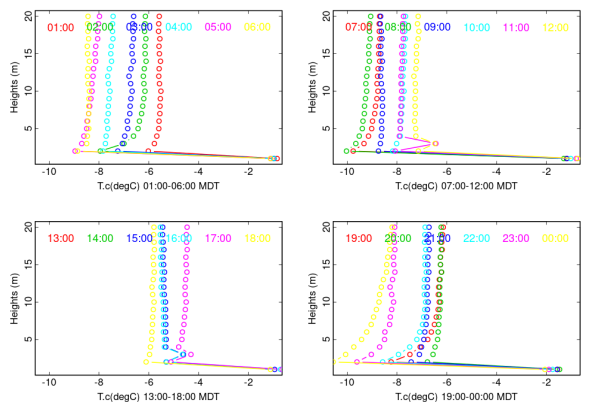 01:00 02:00 03:00 04:00 05:00 06:00
Heights (m)
20
15
10
5
-10 -8 -6 -4 -2
T.c(degC) 01:00-06:00 MDT
07:00 08:00 09:00 10:00 11:00 12:00
Heights (m)
20
15
10
5
-10 -8 -6 -4 -2
T.c(degC) 07:00-12:00 MDT
13:00 14:00 15:00 16:00 17:00 18:00
Heights (m)
20
15
10
5
-10 -8 -6 -4 -2
T.c(degC) 13:00-18:00 MDT
19:00 20:00 21:00 22:00 23:00 00:00
Heights (m)
20
15
10
5
-10 -8 -6 -4 -2
T.c(degC) 19:00-00:00 MDT